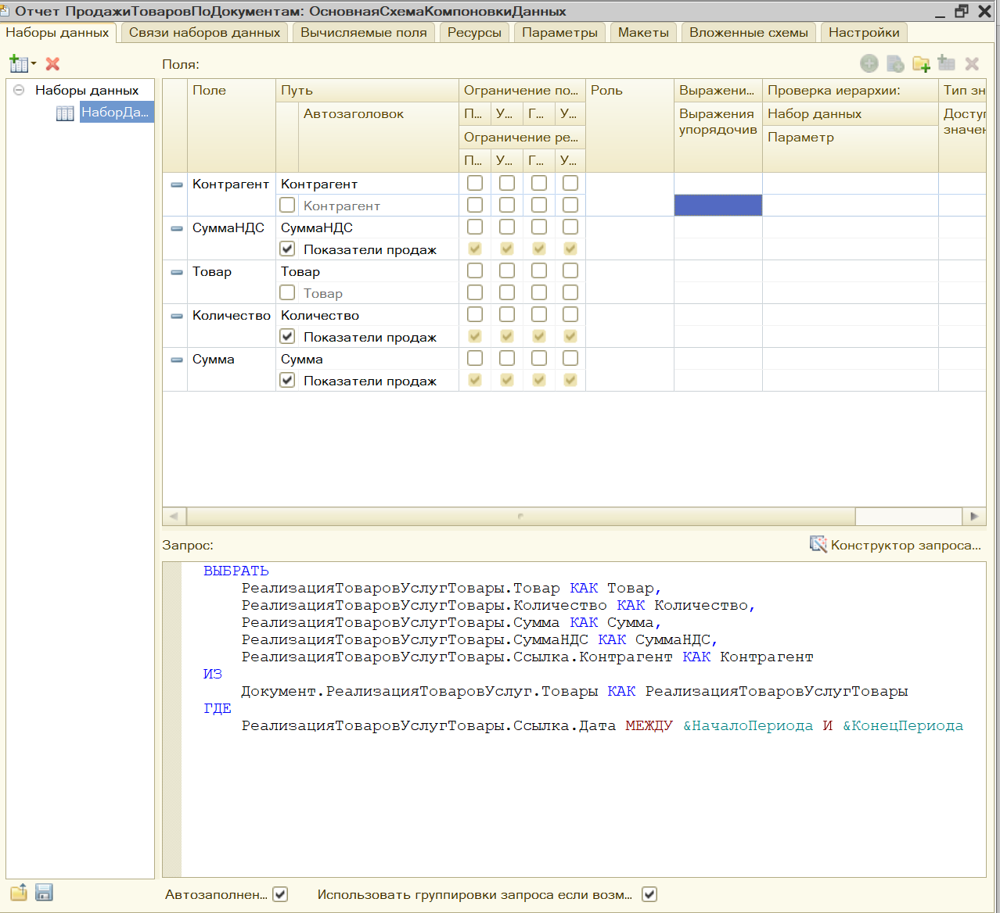 Отчет ПродажиТоваровПоДокументам: ОсновнаяСхемаКомпоновкиДанных
Наборы данных Связи наборов данных Вычисляемые поля Ресурсы Параметры Макеты Вложенные схемы Настройки
Поля:
Наборы данных
НаборДа...
Поле Путь Ограничение по... Роль Выражени... Проверка иерархии: Тип зн
Автозаголовок П... У... Г... У... Выражения упорядочив Набор данных Доступ значен
Ограничение ре... Параметр
П... У... Г... У...
Контрагент Контрагент
Контрагент
СуммаНДС СуммаНДС
Показатели продаж
Товар Товар
Товар
Количество Количество
Показатели продаж
Сумма Сумма
Показатели продаж
Запрос: Конструктор запроса...
ВЫБРАТЬ
РеализацияТоваровУслугТовары.Товар КАК Товар,
РеализацияТоваровУслугТовары.Количество КАК Количество,
РеализацияТоваровУслугТовары.Сумма КАК Сумма,
РеализацияТоваровУслугТовары.СуммаНДС КАК СуммаНДС,
РеализацияТоваровУслугТовары.Ссылка.Контрагент КАК Контрагент
ИЗ
Документ.РеализацияТоваровУслуг.Товары КАК РеализацияТоваровУслугТовары
ГДЕ
РеализацияТоваровУслугТовары.Ссылка.Дата МЕЖДУ &НачалоПериода И &КонецПериода
Автозаполнен... Использовать группировки запроса если возм...